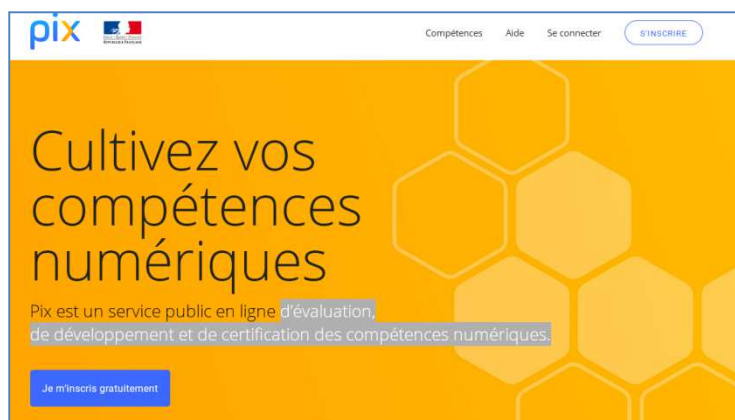 pix
Compétences Aide Se connecter S'INSCRIRE
Cultivez vos
compétences
numériques
Pix est un service public en ligne d'évaluation,
de développement et de certification des compétences numériques.
Je m'inscris gratuitement